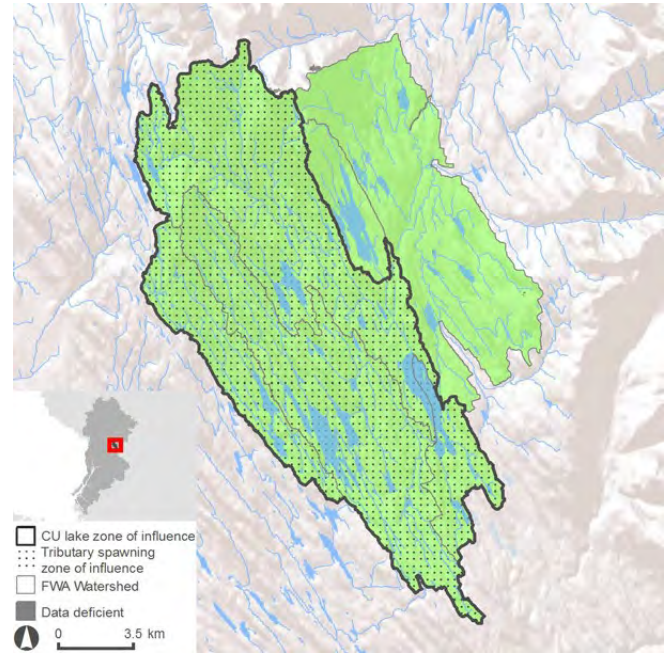 CU lake zone of influence
Tributary spawning
zone of influence
FWA Watershed
Data deficient
0 3.5 km